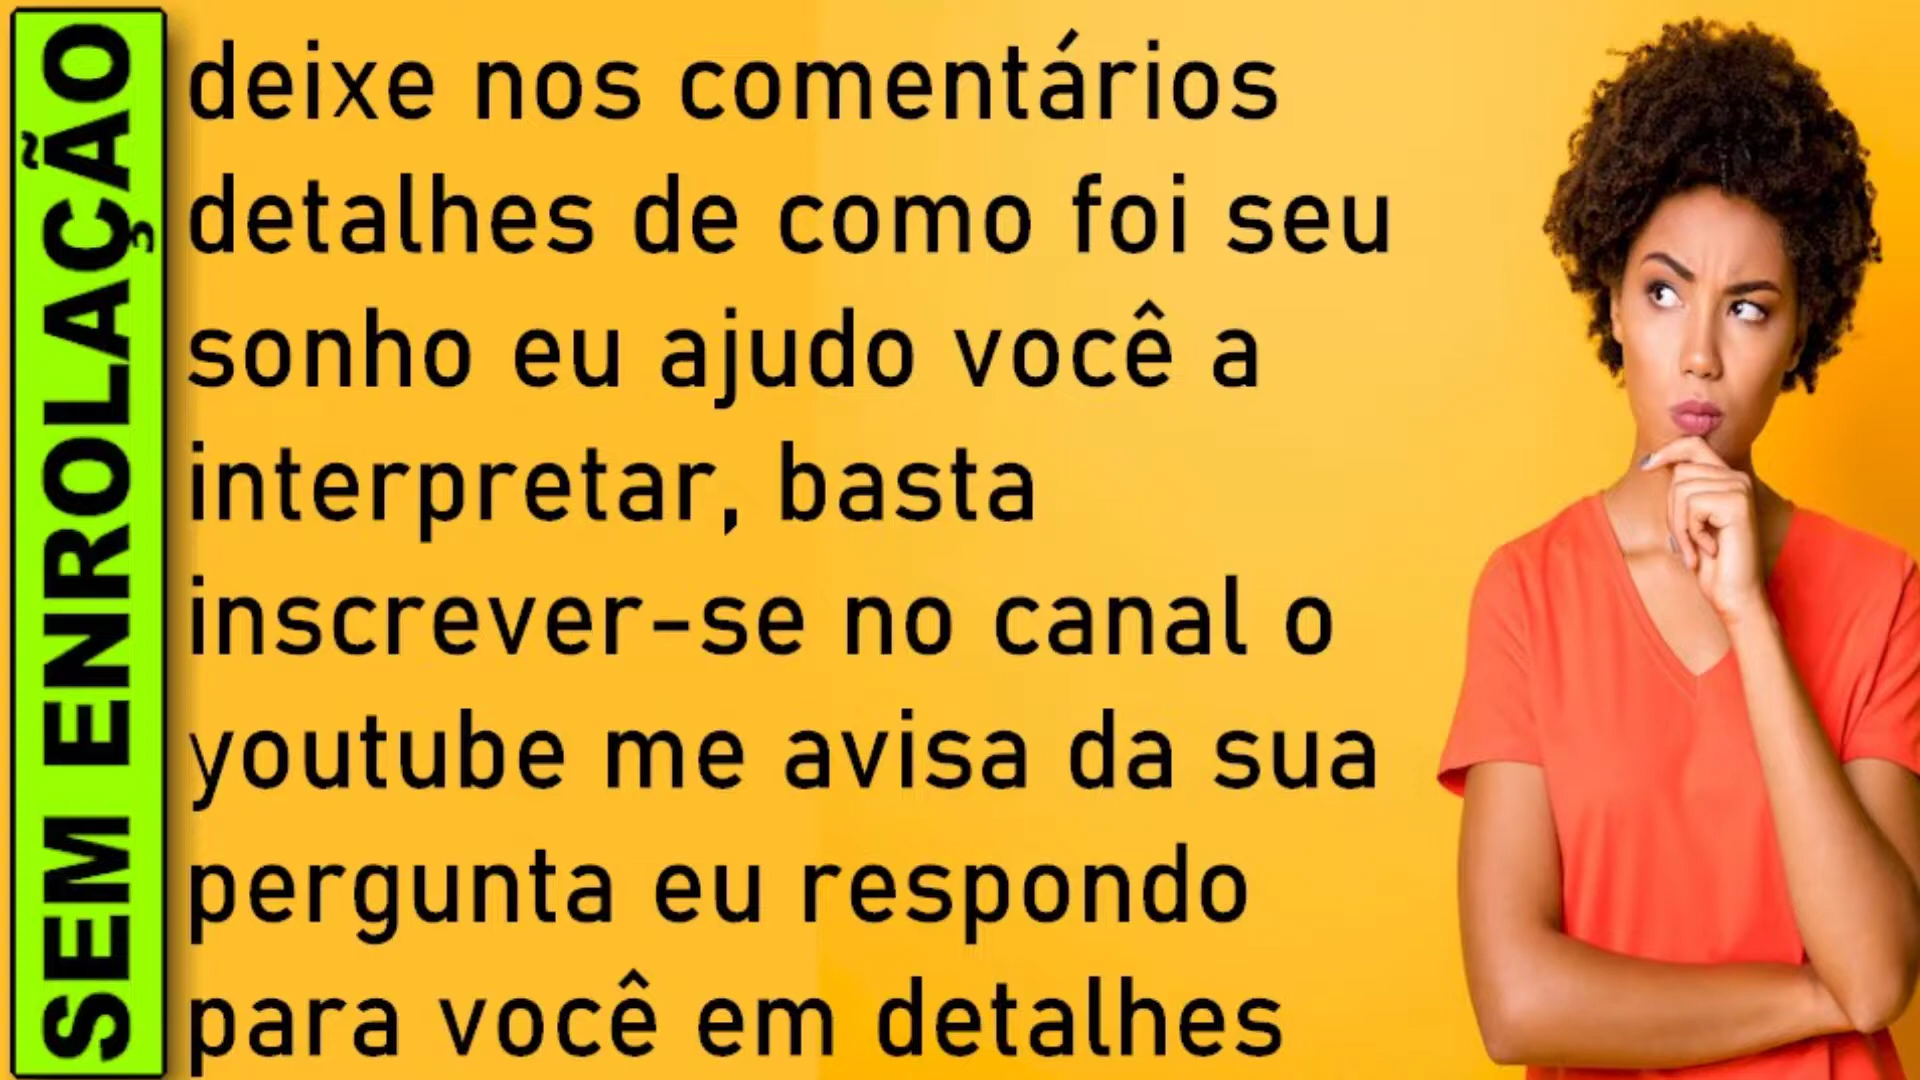 SEM ENROLAÇÃO
deixe nos comentários
detalhes de como foi seu
sonho eu ajudo você a
interpretar, basta
inscrever-se no canal o
youtube me avisa da sua
pergunta eu respondo
para você em detalhes